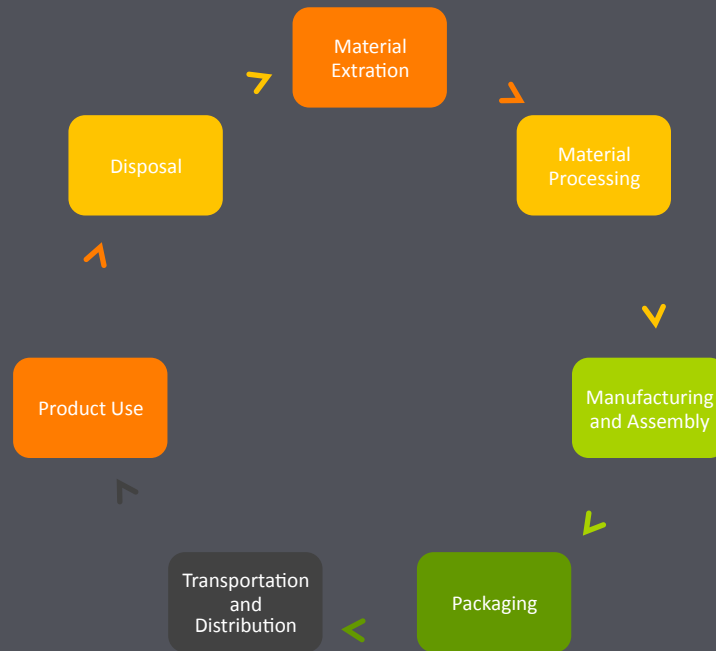 Material
Extration
Material
Processing
Manufacturing
and Assembly
Packaging
Transportation
and
Distribution
Product Use
Disposal